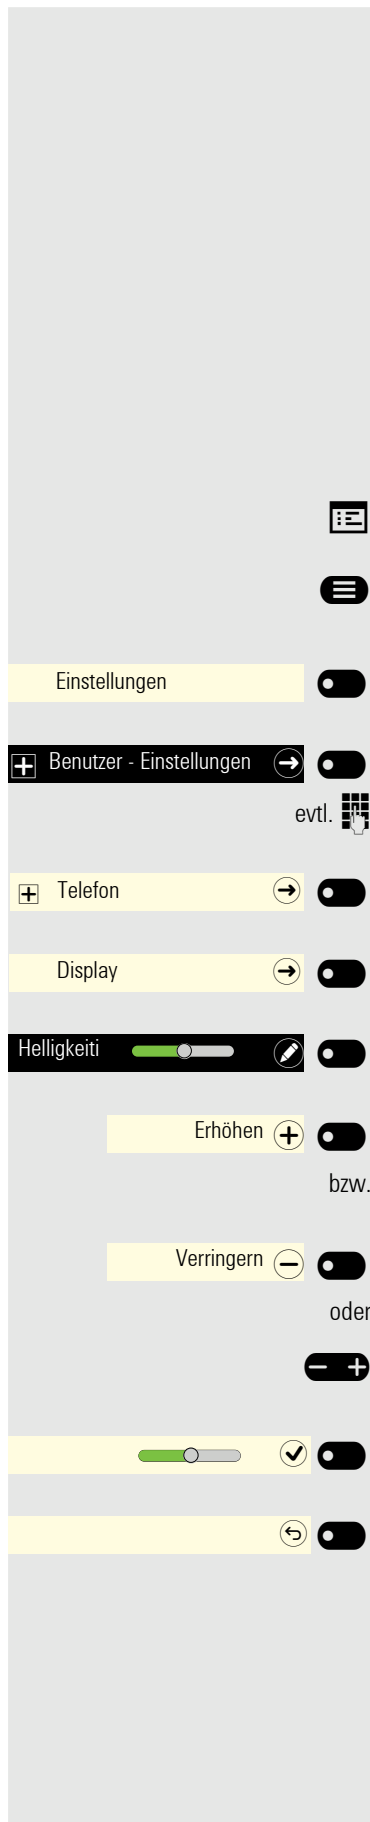 Einstellungen
Benutzer - Einstellungen
evtl.
Telefon
Display
Helligkeiti
Erhöhen
bzw.
Verringern
oder